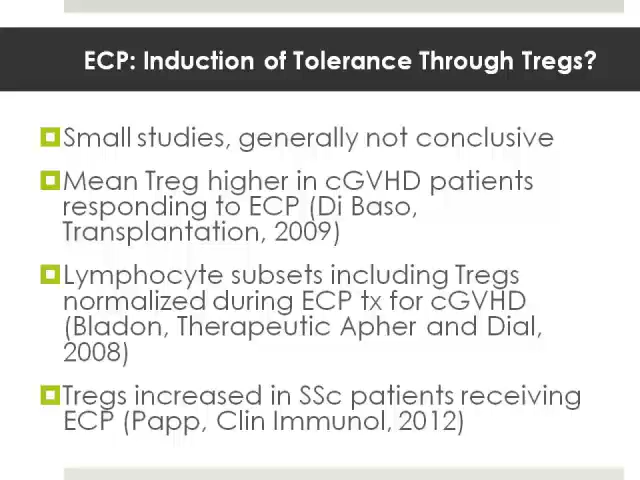 ECP: Induction of Tolerance Through Tregs?
Small studies, generally not conclusive
Mean Treg higher in cGVHD patients
responding to ECP (Di Baso,
Transplantation, 2009)
Lymphocyte subsets including Tregs
normalized during ECP tx for cGVHD
(Bladon, Therapeutic Apher and Dial,
2008)
Tregs increased in SSc patients receiving
ECP (Papp, Clin Immunol, 2012)